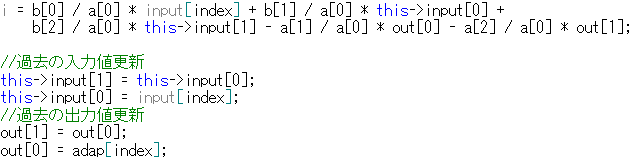 i = b[0] / a[0] * input[index] + b[1] / a[0] * this->input[0] +
b[2] / a[0] * this->input[1] - a[1] / a[0] * out[0] - a[2] / a[0] * out[1];
//過去の入力値更新
this->input[1] = this->input[0];
this->input[0] = input[index];
//過去の出力値更新
out[1] = out[0];
out[0] = adap[index];